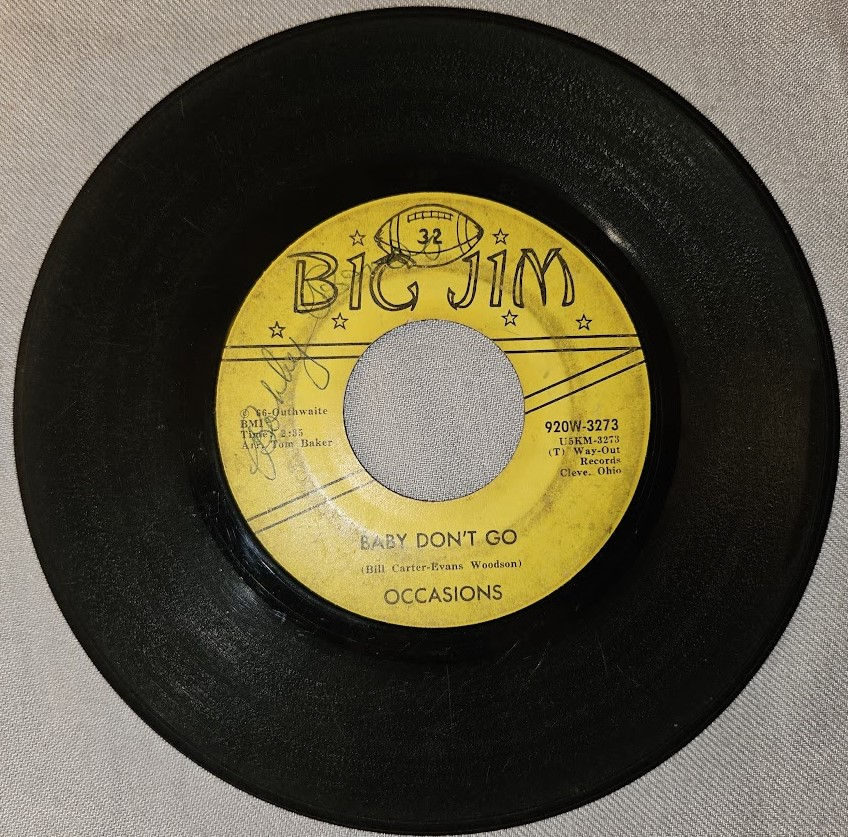 32
BIG JIM
© 66-Outhwaite
BMI
Time: 2:35
Arr. Tom Baker
920W-3273
U5KM-3273
(T) Way-Out
Records
Cleve. Ohio
BABY DON'T GO
(Bill Carter-Evans Woodson)
OCCASIONS